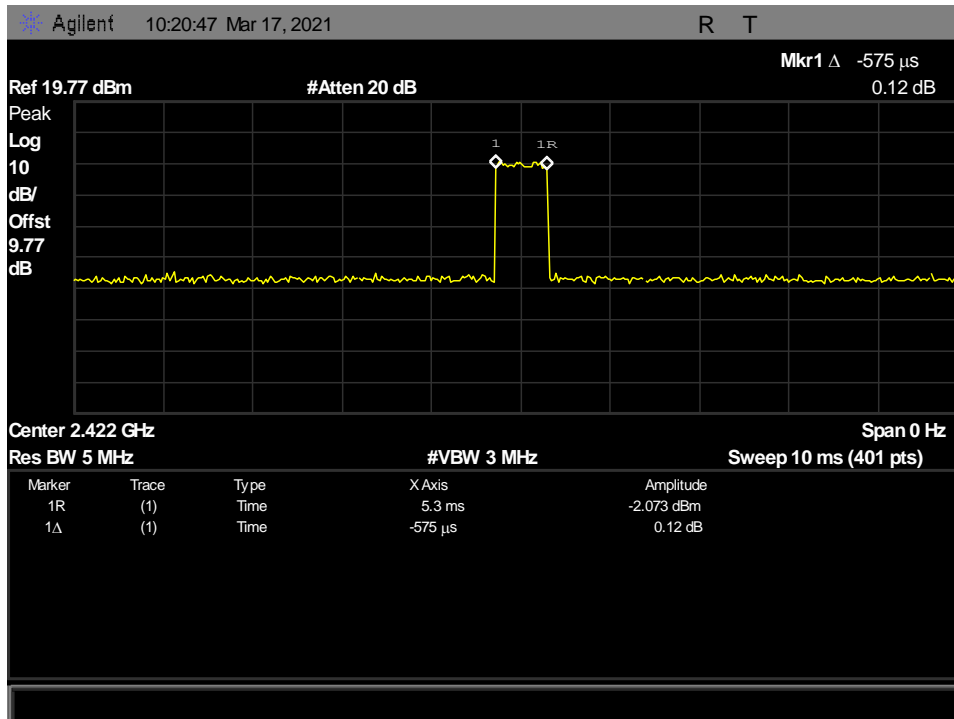 Agilent 10:20:47 Mar 17, 2021 R T
Mkr1 Δ -575 μs
Ref 19.77 dBm #Atten 20 dB 0.12 dB
Peak
Log
10
dB/
Offst
9.77
dB
1 1R
Center 2.422 GHz Span 0 Hz
Res BW 5 MHz #VBW 3 MHz Sweep 10 ms (401 pts)
Marker Trace Type X Axis Amplitude
1R (1) Time 5.3 ms -2.073 dBm
1Δ (1) Time -575 μs 0.12 dB